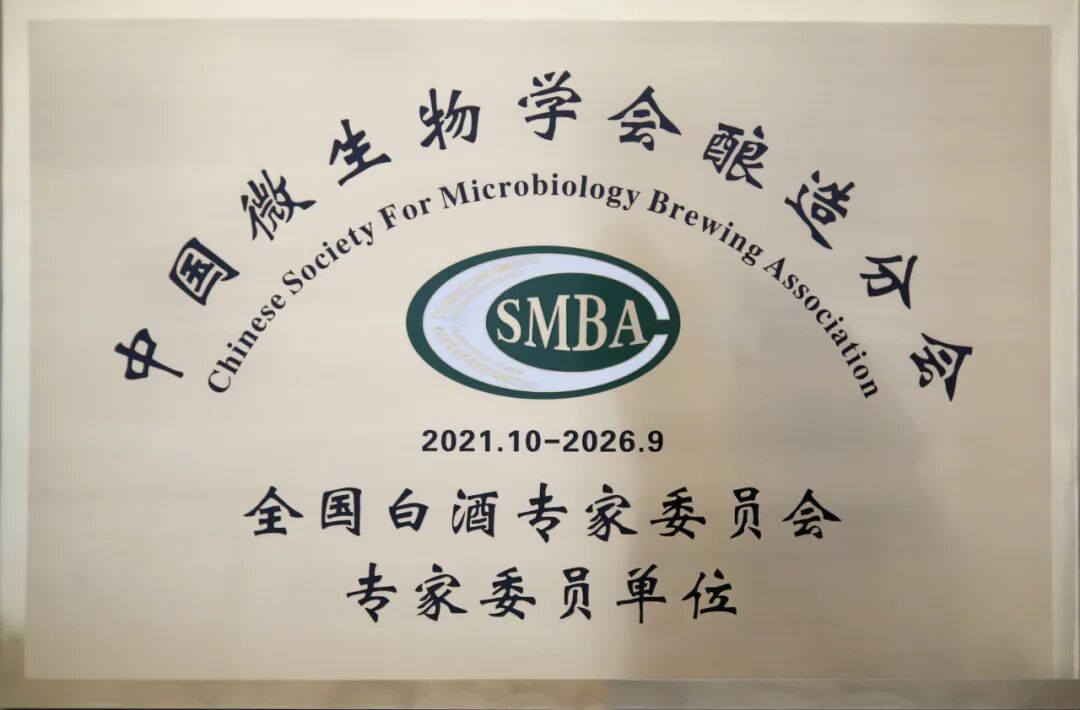 中国微生物学会酿造分会
Chinese Society For Microbiology Brewing Association
SMBA
2021.10-2026.9
全国白酒专家委员会
专家委员单位